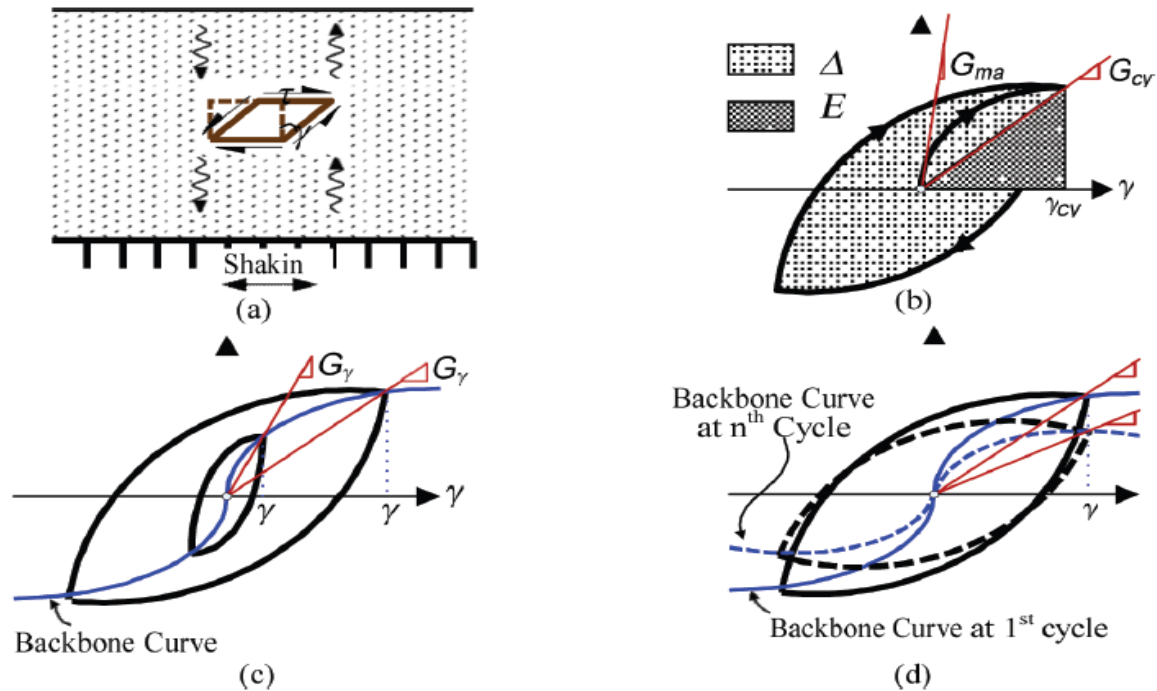 τ
γ
Shakin
(a)
Δ
E
G_ma
G_cy
γ
γ_cy
(b)
G_γ
G_γ
γ
γ
γ
Backbone Curve
(c)
Backbone Curve
at n^th Cycle
γ
Backbone Curve at 1^st cycle
(d)